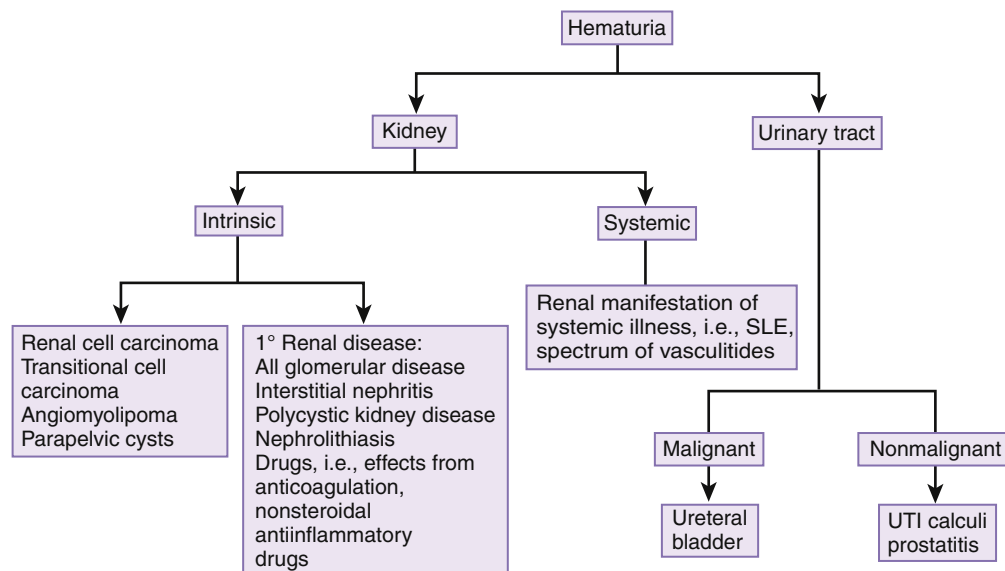 Hematuria
Kidney
Urinary tract
Intrinsic
Systemic
Renal cell carcinoma
Transitional cell
carcinoma
Angiomyolipoma
Parapelvic cysts
1° Renal disease:
All glomerular disease
Interstitial nephritis
Polycystic kidney disease
Nephrolithiasis
Drugs, i.e., effects from
anticoagulation,
nonsteroidal
antiinflammatory
drugs
Renal manifestation of
systemic illness, i.e., SLE,
spectrum of vasculitides
Malignant
Nonmalignant
Ureteral
bladder
UTI calculi
prostatitis